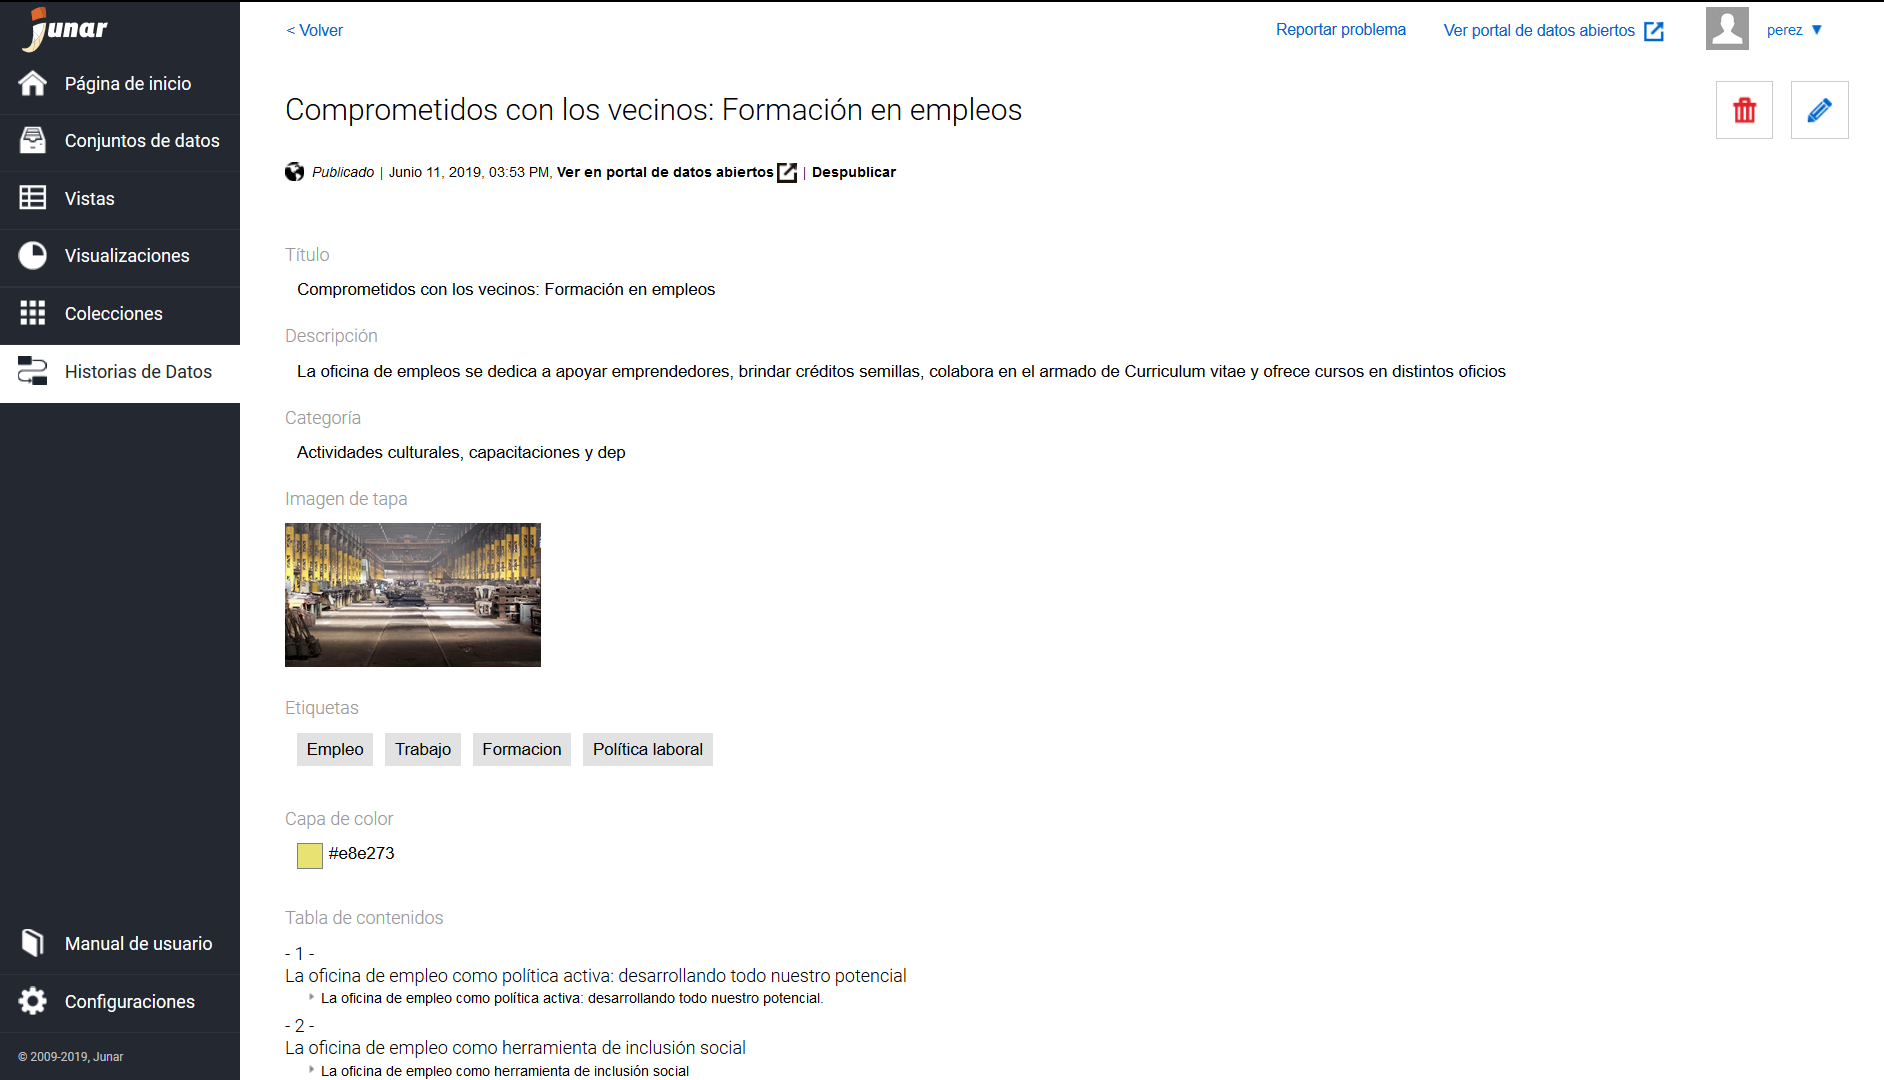 junar
Página de inicio
Conjuntos de datos
Vistas
Visualizaciones
Colecciones
Historias de Datos
Manual de usuario
Configuraciones
© 2009-2019, Junar
< Volver
Reportar problema
Ver portal de datos abiertos
perez ▼
Comprometidos con los vecinos: Formación en empleos
Publicado | Junio 11, 2019, 03:53 PM, Ver en portal de datos abiertos | Despublicar
Título
Comprometidos con los vecinos: Formación en empleos
Descripción
La oficina de empleos se dedica a apoyar emprendedores, brindar créditos semillas, colabora en el armado de Curriculum vitae y ofrece cursos en distintos oficios
Categoría
Actividades culturales, capacitaciones y dep
Imagen de tapa
Etiquetas
Empleo Trabajo Formacion Política laboral
Capa de color
#e8e273
Tabla de contenidos
- 1 -
La oficina de empleo como política activa: desarrollando todo nuestro potencial
La oficina de empleo como política activa: desarrollando todo nuestro potencial.
- 2 -
La oficina de empleo como herramienta de inclusión social
La oficina de empleo como herramienta de inclusión social